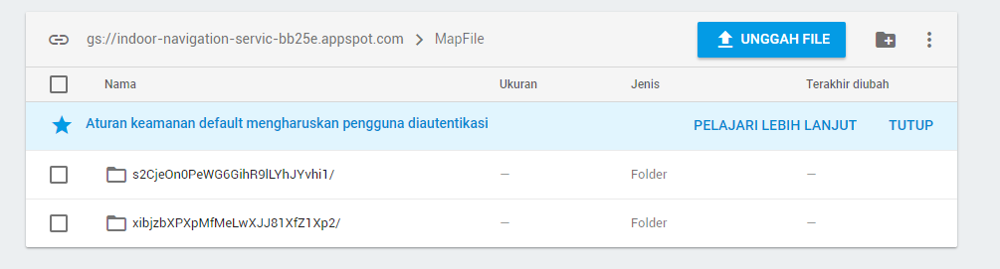 gs://indoor-navigation-servic-bb25e.appspot.com > MapFile UNGGAH FILE
Nama Ukuran Jenis Terakhir diubah
Aturan keamanan default mengharuskan pengguna diautentikasi PELAJARI LEBIH LANJUT TUTUP
s2CjeOn0PeWG6GihR9lLYhJYvhi1/ — Folder —
xibjzbXPXpMfMeLwXJJ81XfZ1Xp2/ — Folder —